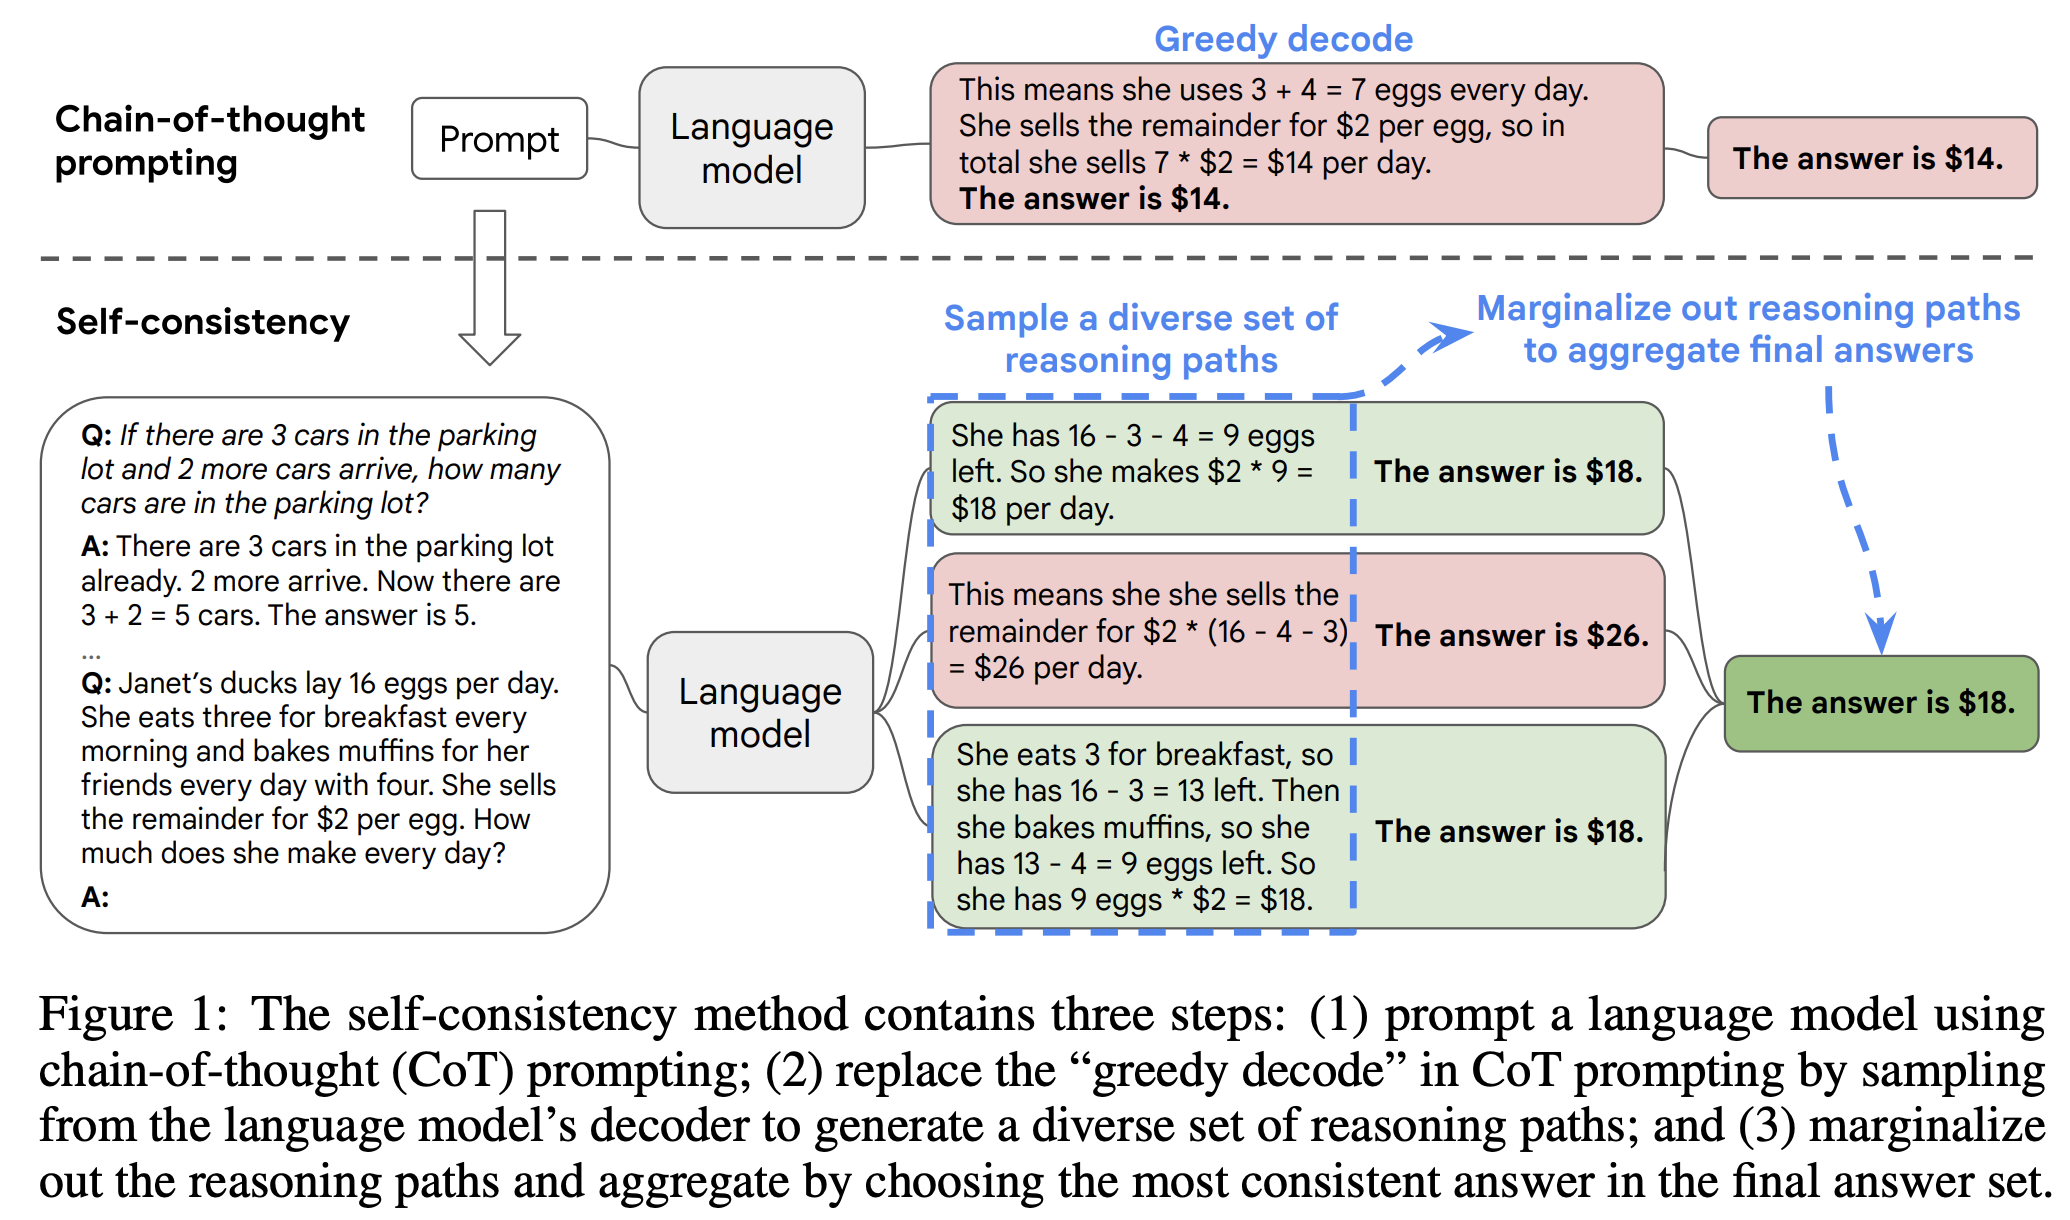 Greedy decode
Chain-of-thought
prompting
Prompt
Language
model
This means she uses 3 + 4 = 7 eggs every day.
She sells the remainder for $2 per egg, so in
total she sells 7 * $2 = $14 per day.
The answer is $14.
The answer is $14.
Self-consistency
Sample a diverse set of
reasoning paths
Marginalize out reasoning paths
to aggregate final answers
Q: If there are 3 cars in the parking
lot and 2 more cars arrive, how many
cars are in the parking lot?
A: There are 3 cars in the parking lot
already. 2 more arrive. Now there are
3 + 2 = 5 cars. The answer is 5.
...
Q: Janet's ducks lay 16 eggs per day.
She eats three for breakfast every
morning and bakes muffins for her
friends every day with four. She sells
the remainder for $2 per egg. How
much does she make every day?
A:
Language
model
She has 16 - 3 - 4 = 9 eggs
left. So she makes $2 * 9 =
$18 per day.
The answer is $18.
This means she she sells the
remainder for $2 * (16 - 4 - 3)
= $26 per day.
The answer is $26.
She eats 3 for breakfast, so
she has 16 - 3 = 13 left. Then
she bakes muffins, so she
has 13 - 4 = 9 eggs left. So
she has 9 eggs * $2 = $18.
The answer is $18.
The answer is $18.
Figure 1: The self-consistency method contains three steps: (1) prompt a language model using
chain-of-thought (CoT) prompting; (2) replace the “greedy decode” in CoT prompting by sampling
from the language model’s decoder to generate a diverse set of reasoning paths; and (3) marginalize
out the reasoning paths and aggregate by choosing the most consistent answer in the final answer set.